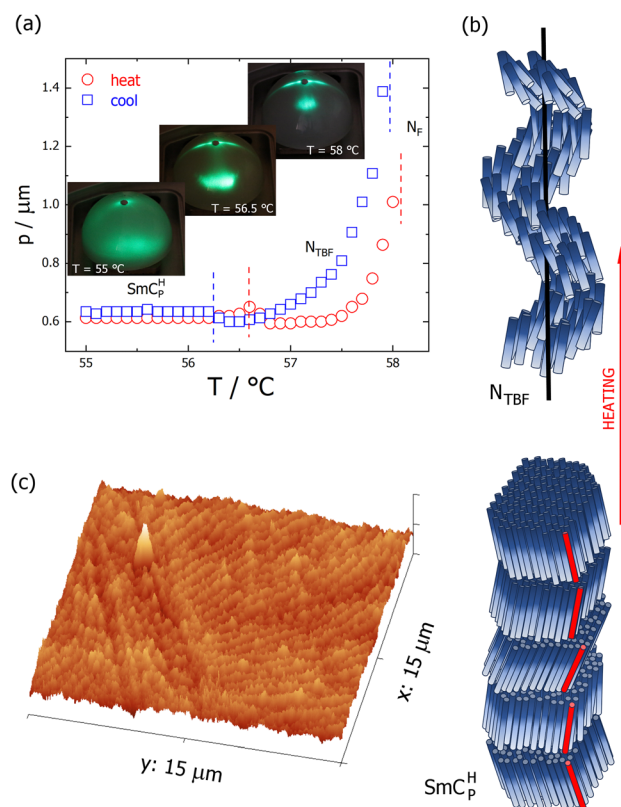 (a)
heat
cool
T = 58 °C
T = 56.5 °C
T = 55 °C
N_F
N_TBF
SmC_P^H
1.4
1.2
1.0
0.8
0.6
p / μm
55
56
57
58
T / °C
(b)
N_TBF
HEATING
(c)
x: 15 μm
y: 15 μm
SmC_P^H